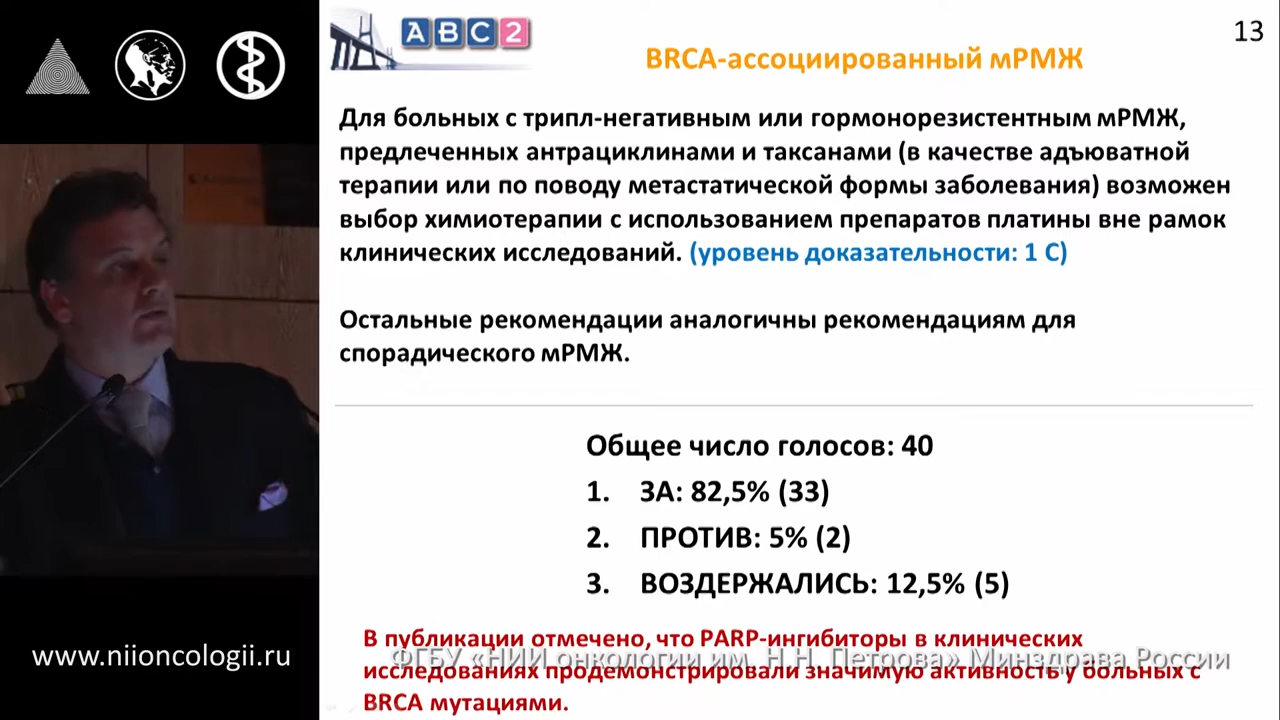 ABC2
13
BRCA-ассоциированный мРМЖ
Для больных с трипл-негативным или гормонорезистентным мРМЖ,
предлеченных антрациклинами и таксанами (в качестве адъюватной
терапии или по поводу метастатической формы заболевания) возможен
выбор химиотерапии с использованием препаратов платины вне рамок
клинических исследований. (уровень доказательности: 1 С)
Остальные рекомендации аналогичны рекомендациям для
спорадического мРМЖ.
Общее число голосов: 40
1. ЗА: 82,5% (33)
2. ПРОТИВ: 5% (2)
3. ВОЗДЕРЖАЛИСЬ: 12,5% (5)
В публикации отмечено, что PARP-ингибиторы в клинических
ФГБУ «НИИ онкологии им. Н.Н. Петрова» Минздрава России
исследованиях продемонстрировали значимую активность у больных с
BRCA мутациями.
www.niioncologii.ru